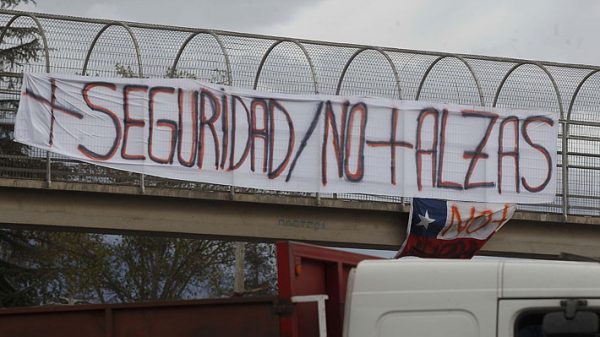 + SEGURIDAD / NO + ALZAS
NO +